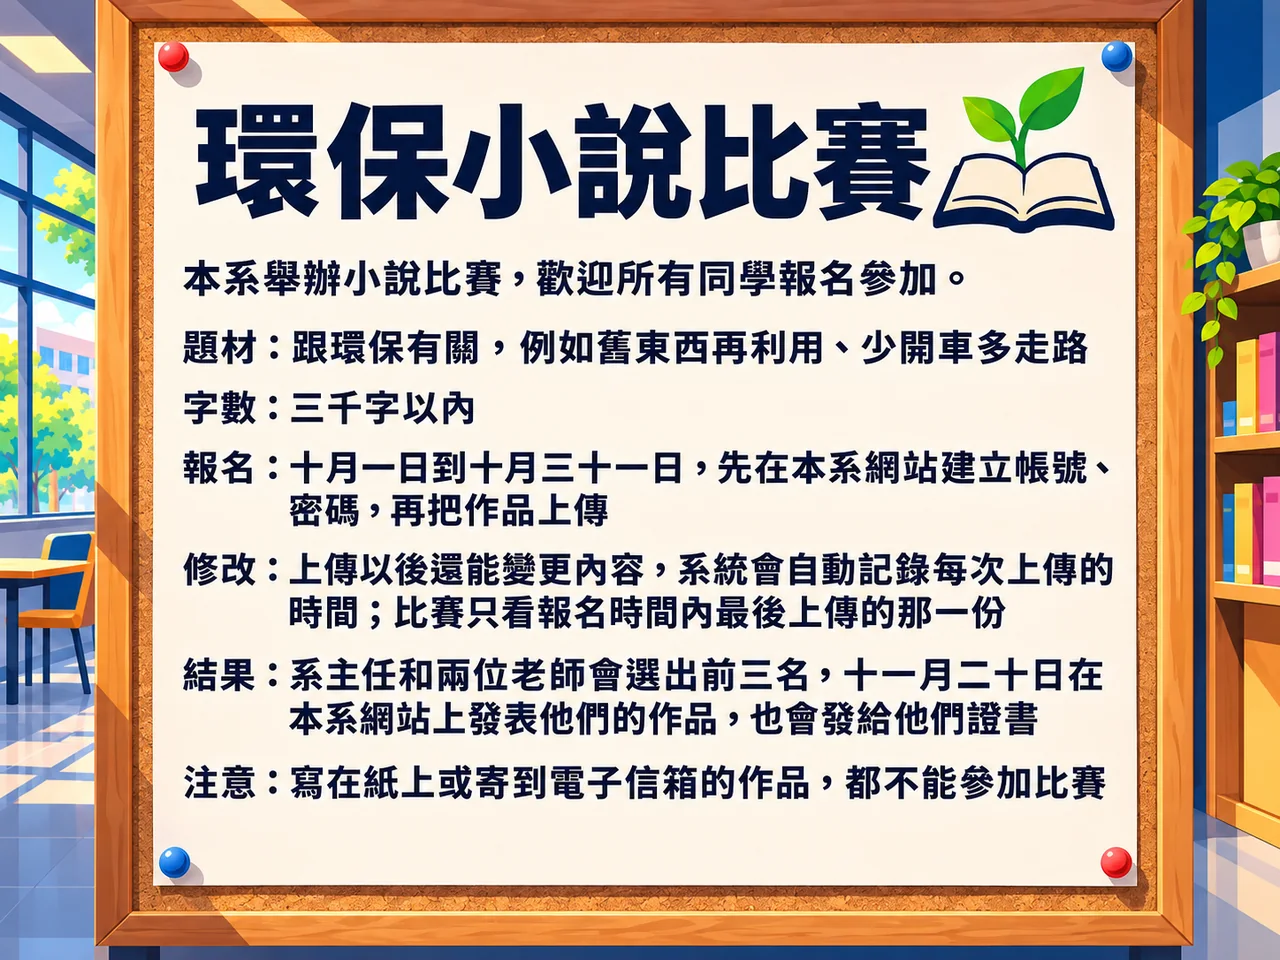 環保小說比賽
本系舉辦小說比賽，歡迎所有同學報名參加。
題材：跟環保有關，例如舊東西再利用、少開車多走路
字數：三千字以內
報名：十月一日到十月三十一日，先在本系網站建立帳號、
密碼，再把作品上傳
修改：上傳以後還能變更內容，系統會自動記錄每次上傳的
時間；比賽只看報名時間內最後上傳的那一份
結果：系主任和兩位老師會選出前三名，十一月二十日在
本系網站上發表他們的作品，也會發給他們證書
注意：寫在紙上或寄到電子信箱的作品，都不能參加比賽